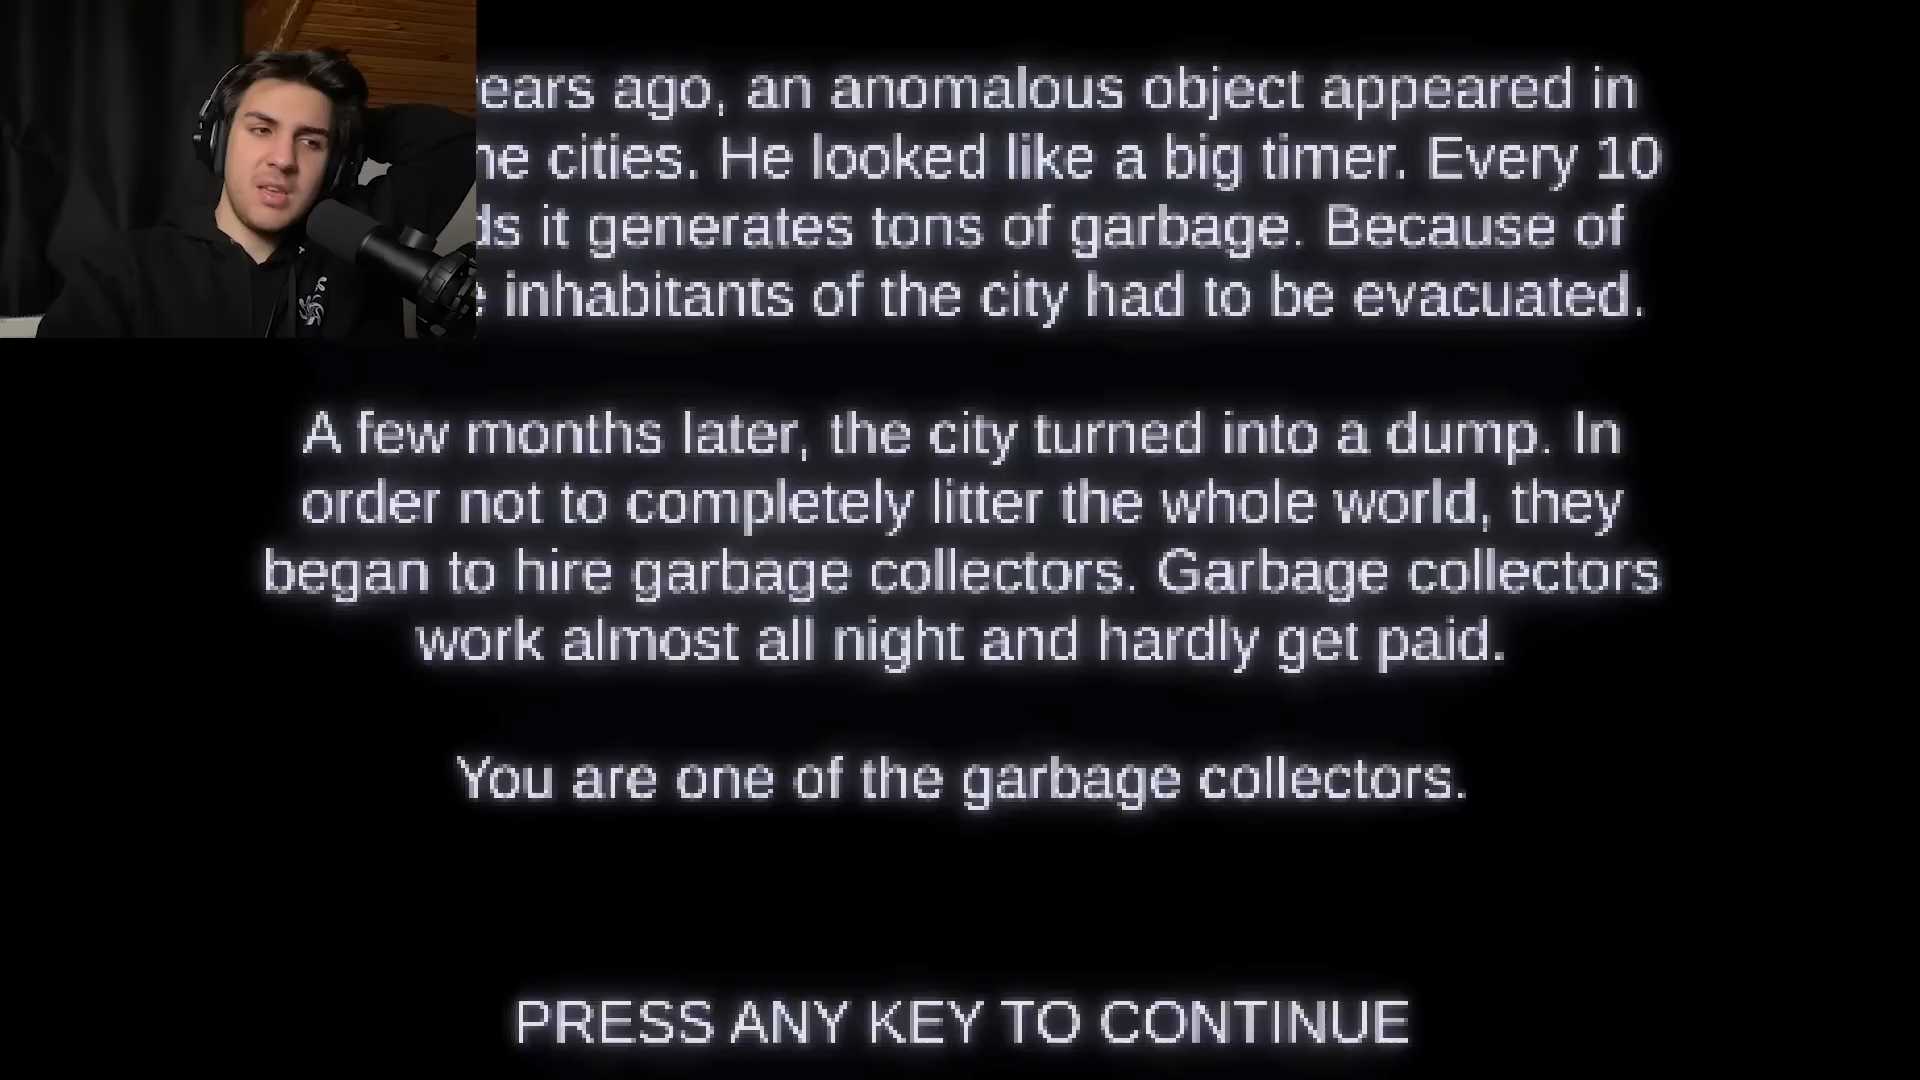 ago, an anomalous object appeared in
cities. He looked like a big timer. Every 10
it generates tons of garbage. Because of
inhabitants of the city had to be evacuated.
A few months later, the city turned into a dump. In
order not to completely litter the whole world, they
began to hire garbage collectors. Garbage collectors
work almost all night and hardly get paid.
You are one of the garbage collectors.
PRESS ANY KEY TO CONTINUE